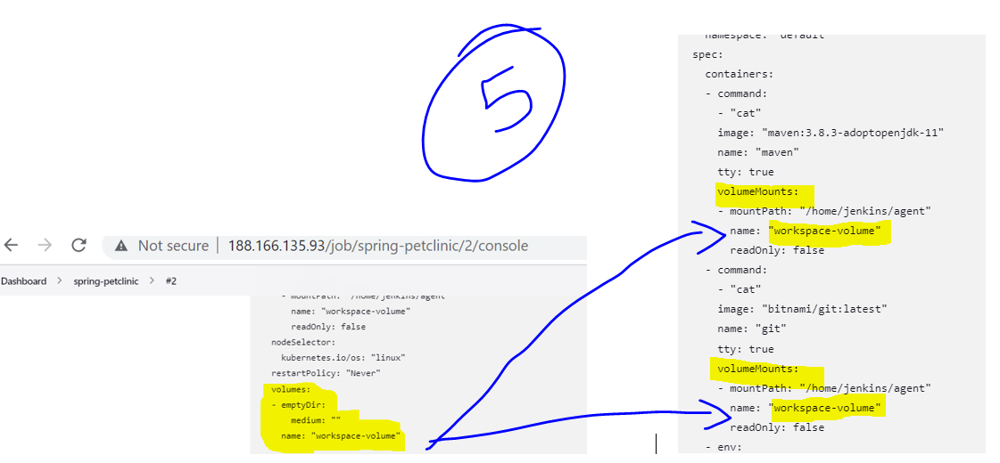 5
Not secure | 188.166.135.93/job/spring-petclinic/2/console
Dashboard > spring-petclinic > #2
- mountPath: "/home/jenkins/agent"
name: "workspace-volume"
readOnly: false
nodeSelector:
kubernetes.io/os: "linux"
restartPolicy: "Never"
volumes:
- emptyDir:
medium: ""
name: "workspace-volume"
namespace: "default"
spec:
containers:
- command:
- "cat"
image: "maven:3.8.3-adoptopenjdk-11"
name: "maven"
tty: true
volumeMounts:
- mountPath: "/home/jenkins/agent"
name: "workspace-volume"
readOnly: false
- command:
- "cat"
image: "bitnami/git:latest"
name: "git"
tty: true
volumeMounts:
- mountPath: "/home/jenkins/agent"
name: "workspace-volume"
readOnly: false
- env: